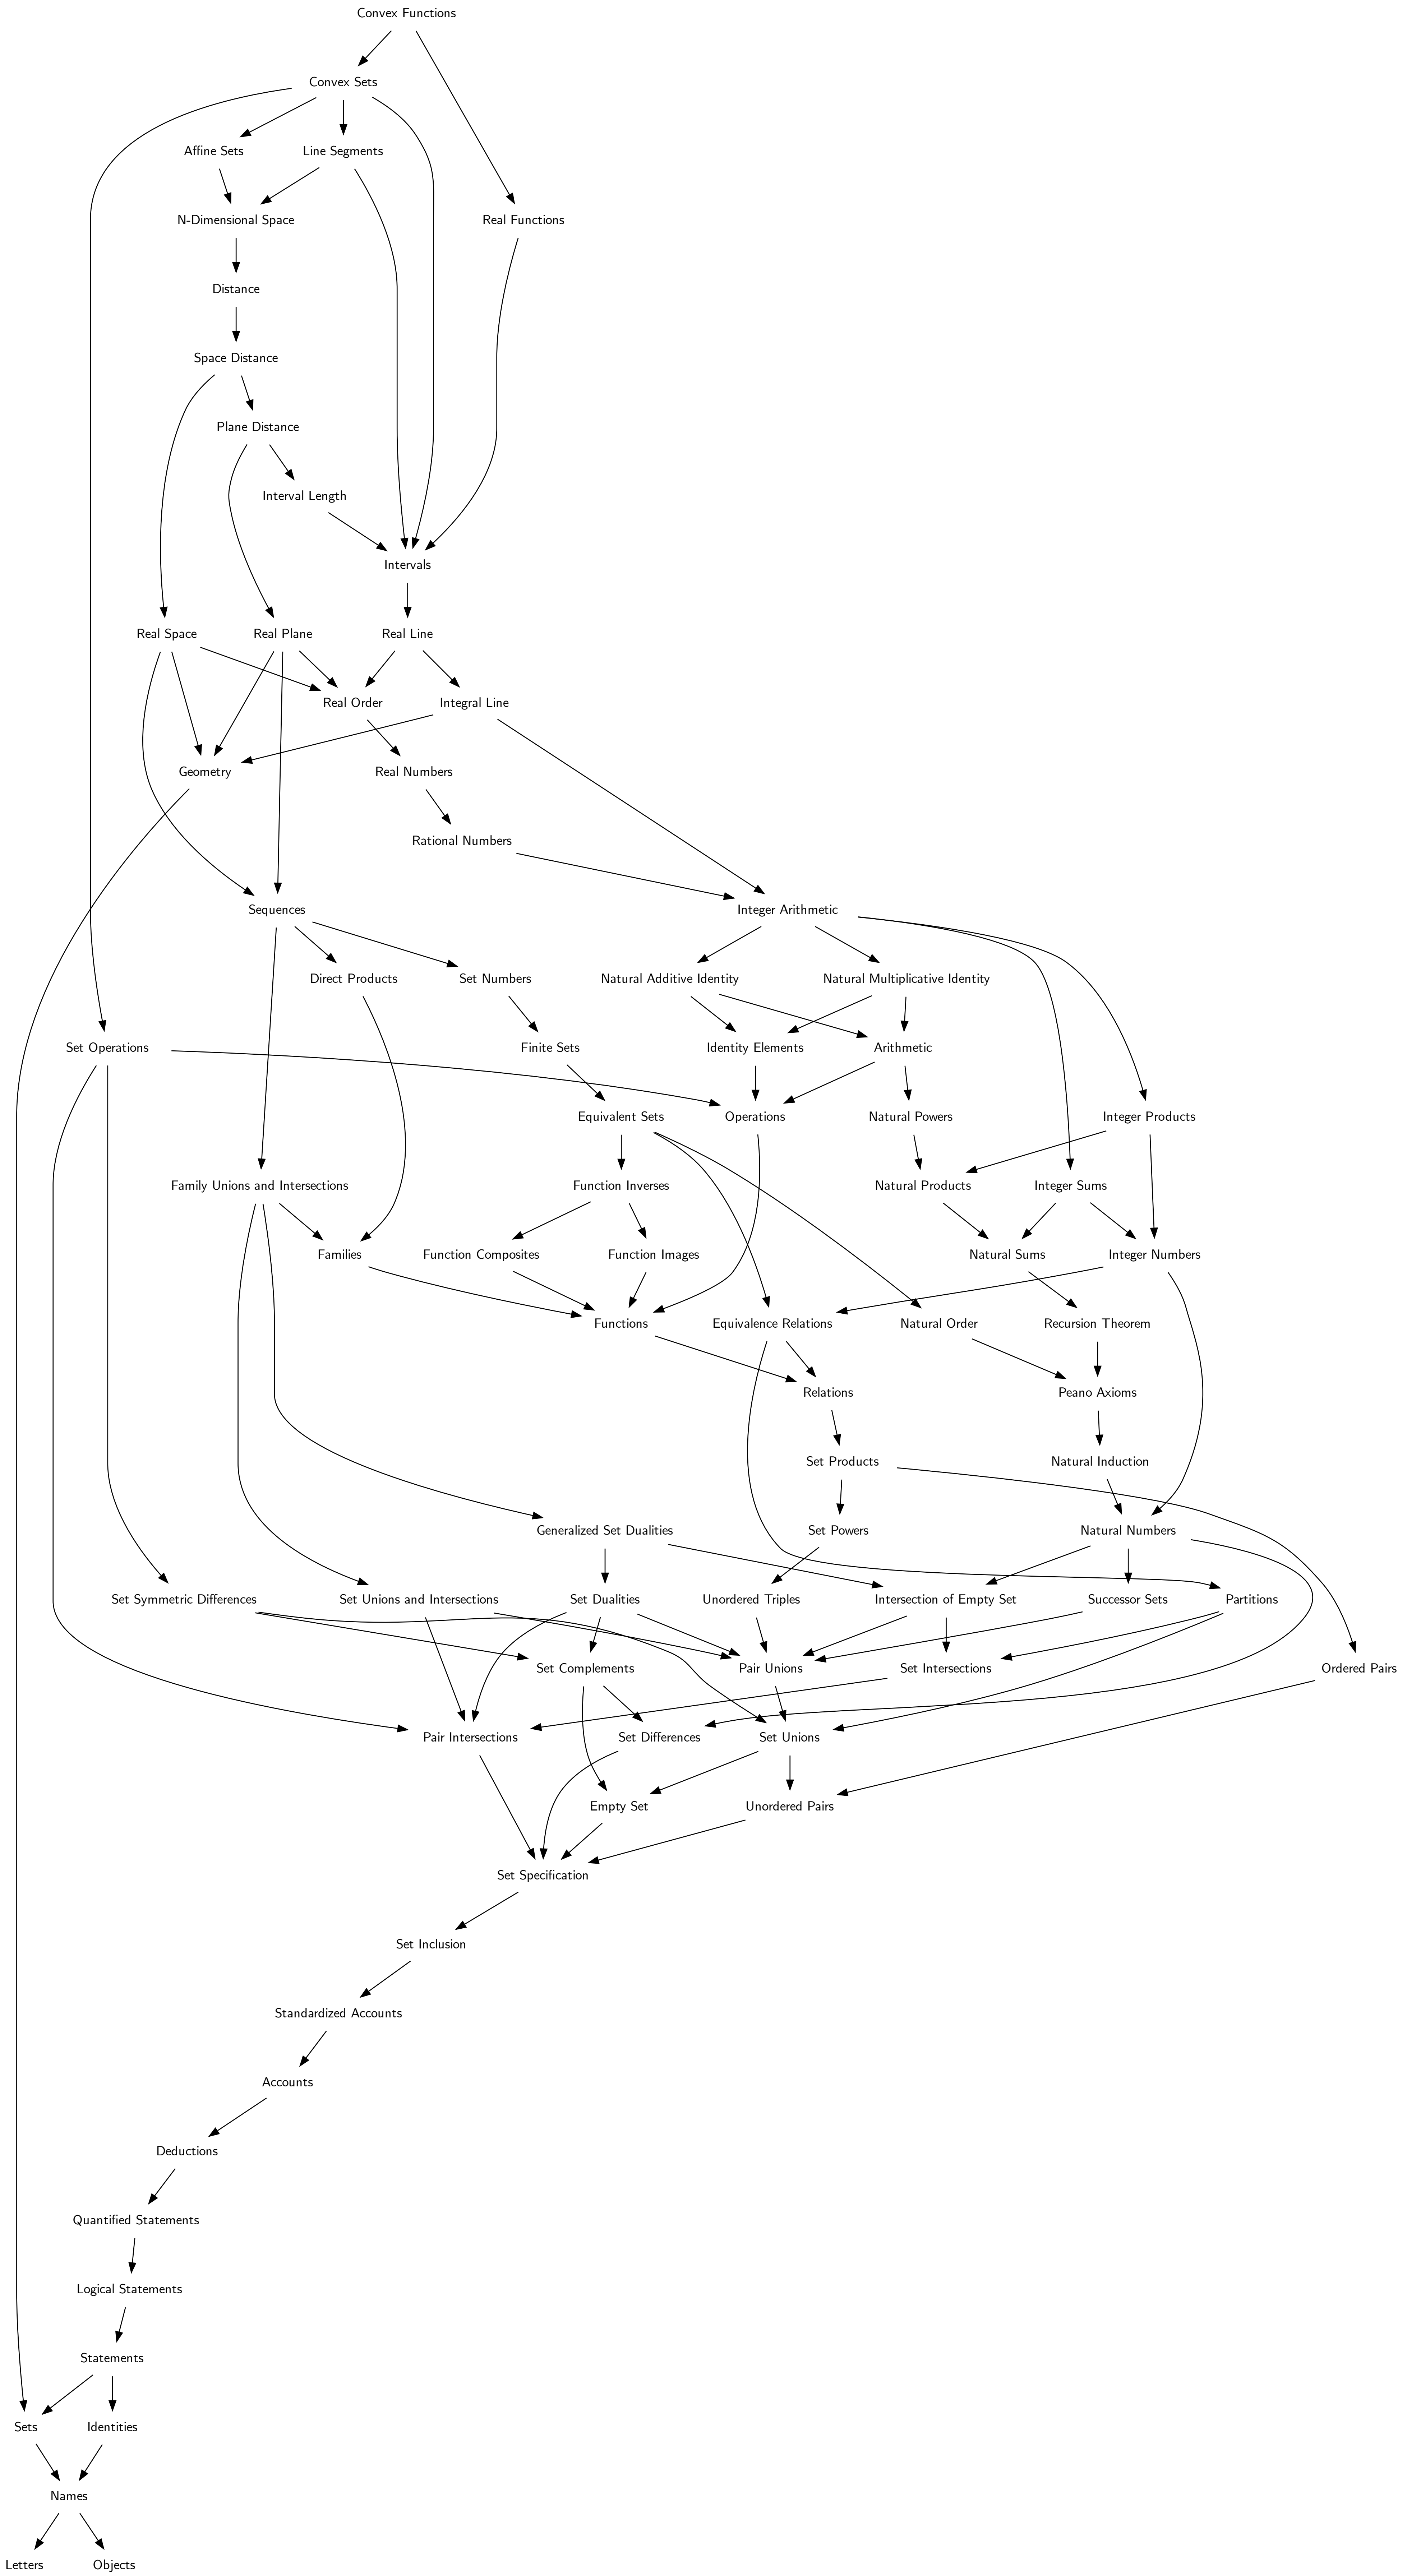 Convex Functions
Convex Sets
Affine Sets
Line Segments
N-Dimensional Space
Real Functions
Distance
Space Distance
Plane Distance
Interval Length
Intervals
Real Space
Real Plane
Real Line
Real Order
Integral Line
Geometry
Real Numbers
Rational Numbers
Sequences
Integer Arithmetic
Direct Products
Set Numbers
Natural Additive Identity
Natural Multiplicative Identity
Set Operations
Finite Sets
Identity Elements
Arithmetic
Equivalent Sets
Operations
Natural Powers
Integer Products
Family Unions and Intersections
Function Inverses
Natural Products
Integer Sums
Families
Function Composites
Function Images
Natural Sums
Integer Numbers
Functions
Equivalence Relations
Natural Order
Recursion Theorem
Relations
Peano Axioms
Set Products
Natural Induction
Generalized Set Dualities
Set Powers
Natural Numbers
Set Symmetric Differences
Set Unions and Intersections
Set Dualities
Unordered Triples
Intersection of Empty Set
Successor Sets
Partitions
Set Complements
Pair Unions
Set Intersections
Ordered Pairs
Pair Intersections
Set Differences
Set Unions
Empty Set
Unordered Pairs
Set Specification
Set Inclusion
Standardized Accounts
Accounts
Deductions
Quantified Statements
Logical Statements
Statements
Sets
Identities
Names
Letters
Objects